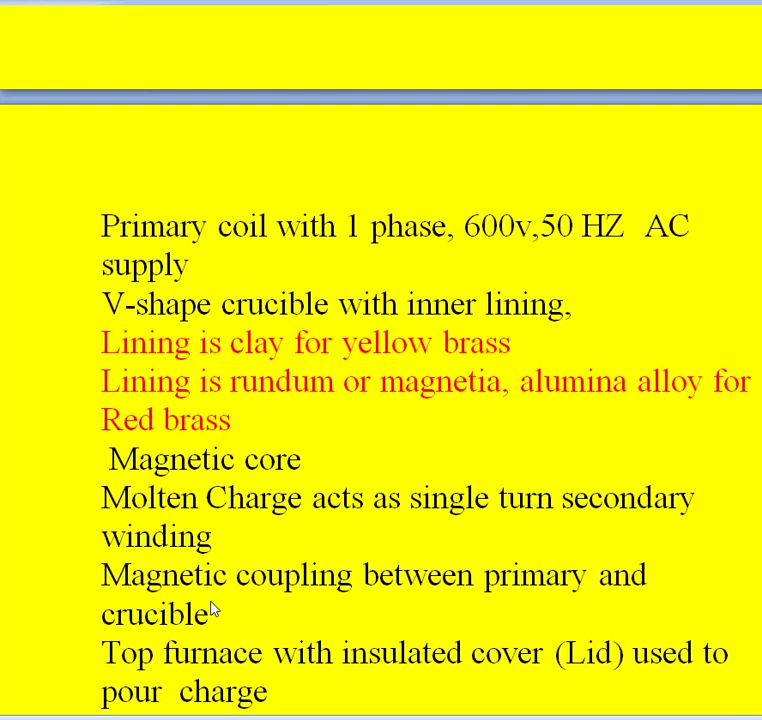 Primary coil with 1 phase, 600v,50 HZ AC
supply
V-shape crucible with inner lining,
Lining is clay for yellow brass
Lining is rundum or magnetia, alumina alloy for
Red brass
Magnetic core
Molten Charge acts as single turn secondary
winding
Magnetic coupling between primary and
crucible
Top furnace with insulated cover (Lid) used to
pour charge